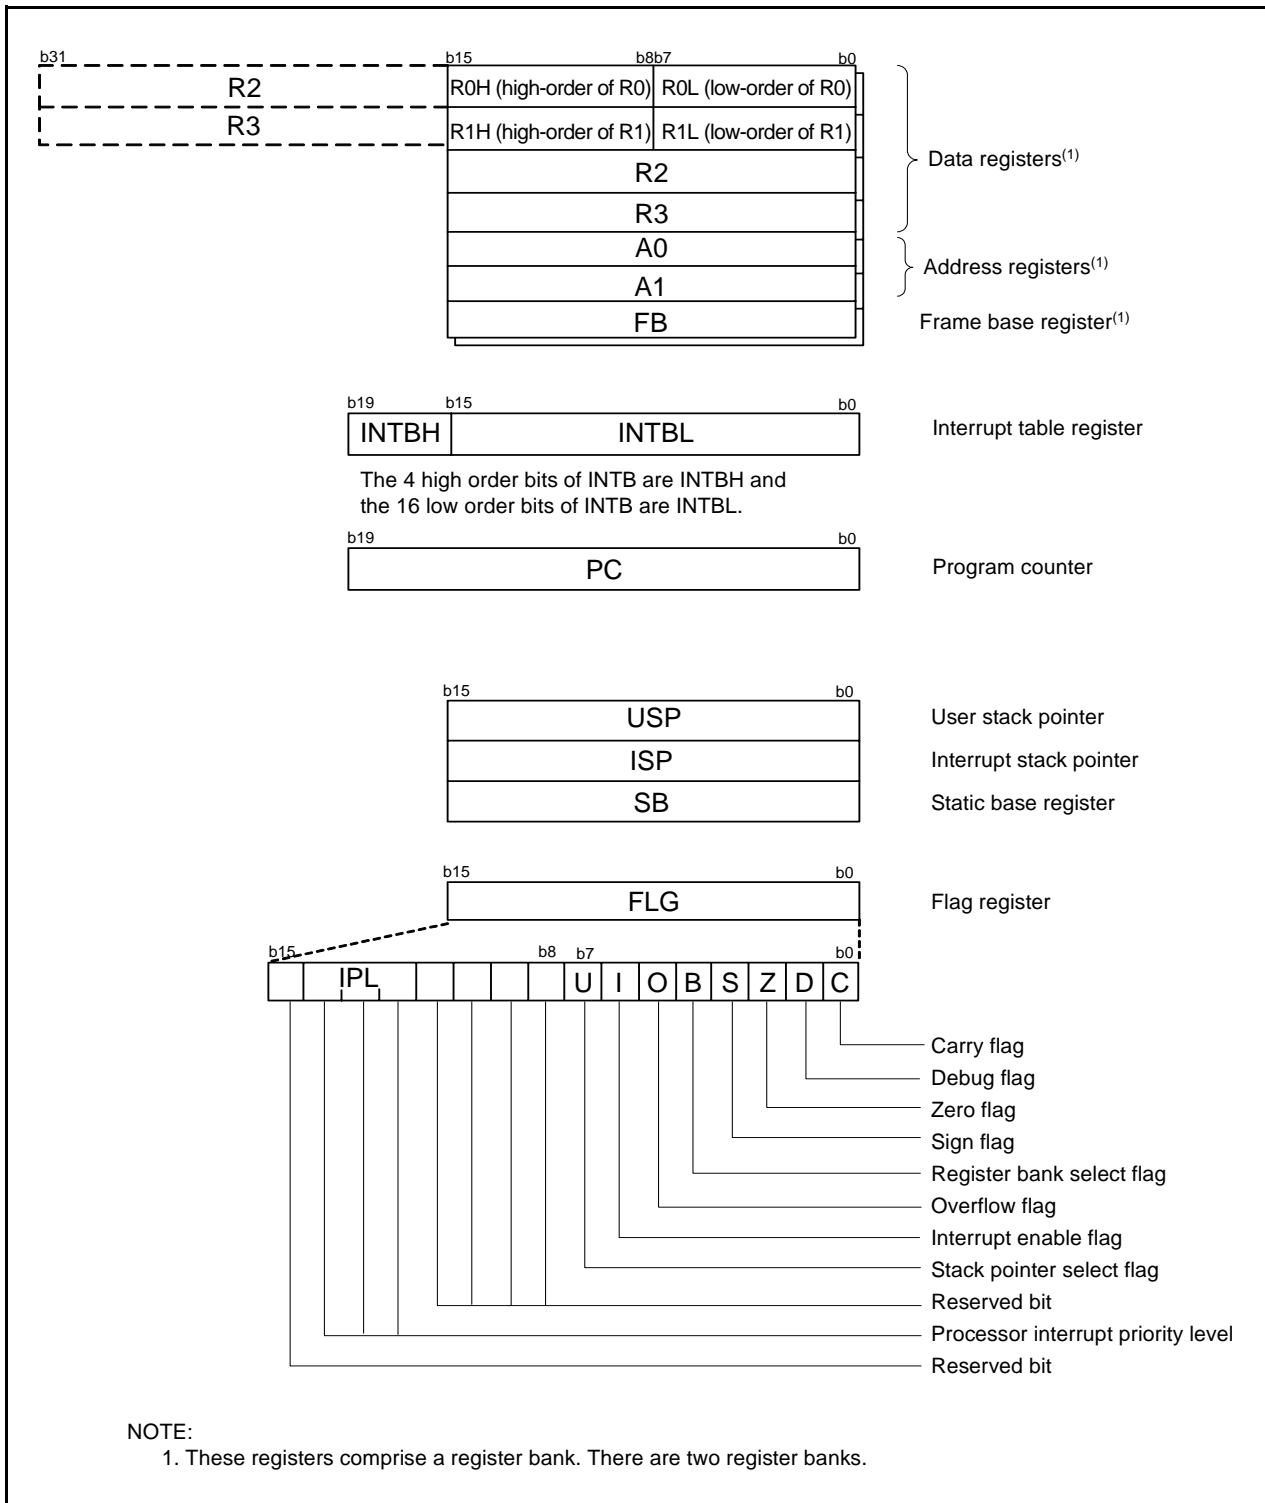 b31 b15 b8b7 b0
R2 R0H (high-order of R0) R0L (low-order of R0)
R3 R1H (high-order of R1) R1L (low-order of R1)
Data registers(1)
R2
R3
A0
Address registers(1)
A1
FB Frame base register(1)
b19 b15 b0
INTBH INTBL Interrupt table register
The 4 high order bits of INTB are INTBH and
the 16 low order bits of INTB are INTBL.
b19 b0
PC Program counter
b15 b0
USP User stack pointer
ISP Interrupt stack pointer
SB Static base register
b15 b0
FLG Flag register
b15 b8 b7 b0
IPL U I O B S Z D C
Carry flag
Debug flag
Zero flag
Sign flag
Register bank select flag
Overflow flag
Interrupt enable flag
Stack pointer select flag
Reserved bit
Processor interrupt priority level
Reserved bit
NOTE:
1. These registers comprise a register bank. There are two register banks.